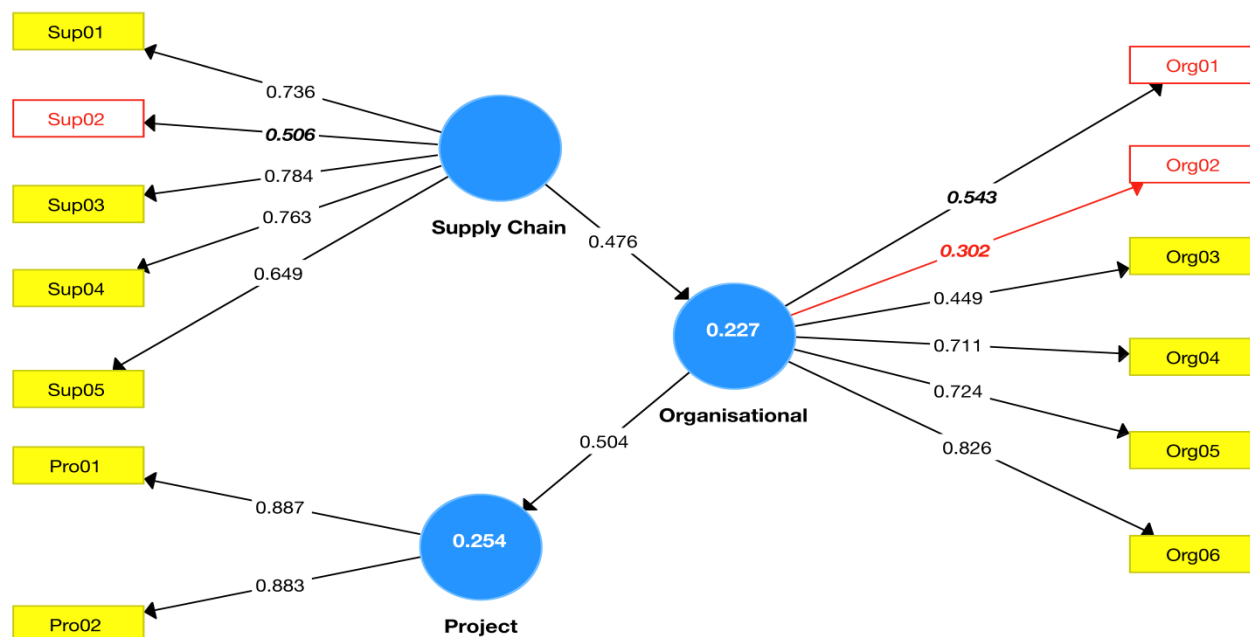 Sup01
Sup02
Sup03
Sup04
Sup05
Pro01
Pro02
0.736
0.506
0.784
0.763
0.649
0.887
0.883
Supply Chain
0.476
0.227
Organisational
0.504
0.254
Project
0.543
0.302
0.449
0.711
0.724
0.826
Org01
Org02
Org03
Org04
Org05
Org06